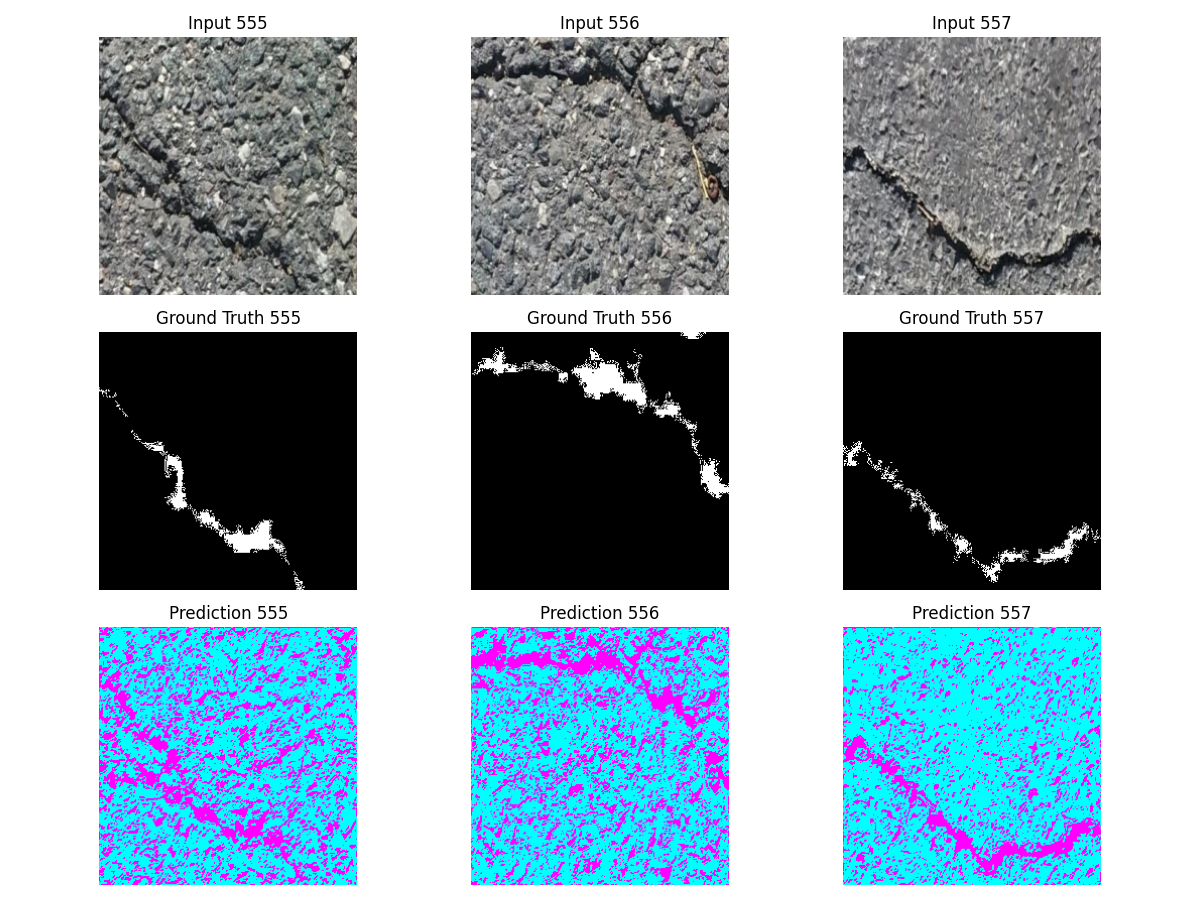 Input 555
Input 556
Input 557
Ground Truth 555
Ground Truth 556
Ground Truth 557
Prediction 555
Prediction 556
Prediction 557